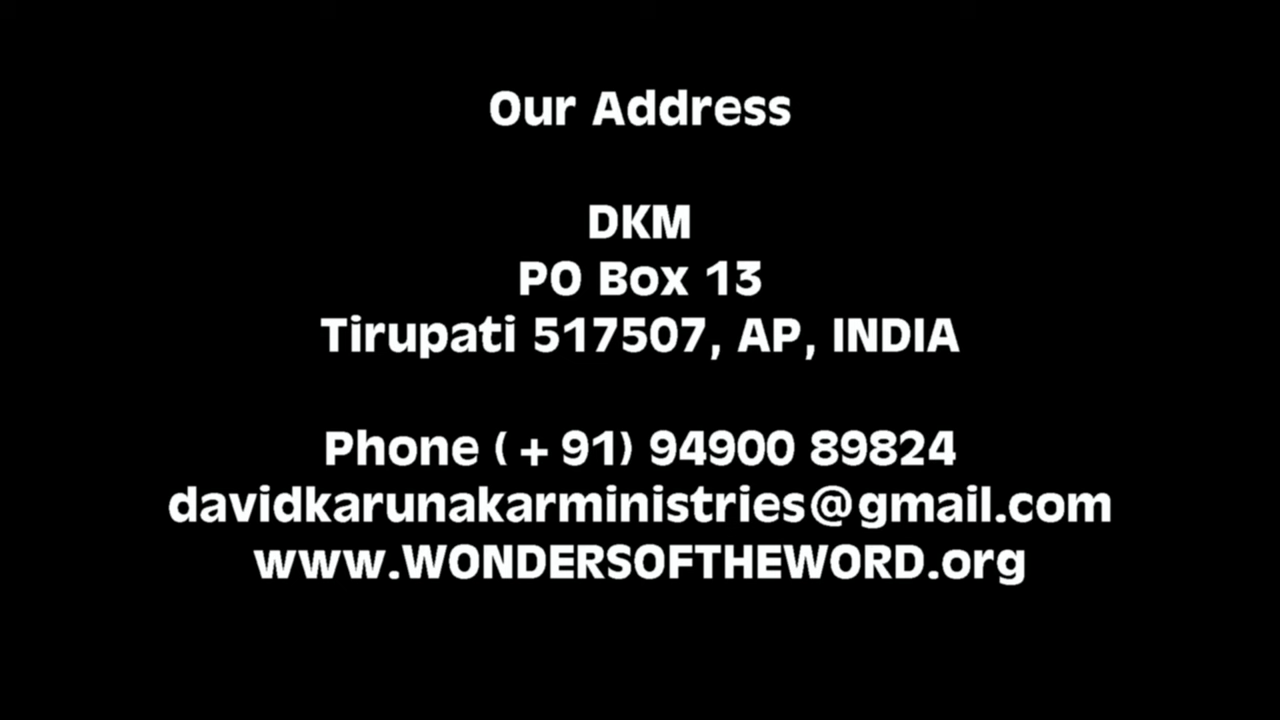 Our Address
DKM
PO Box 13
Tirupati 517507, AP, INDIA
Phone (+ 91) 94900 89824
davidkarunakarministries@gmail.com
www.WONDERSOFTHEWORD.org